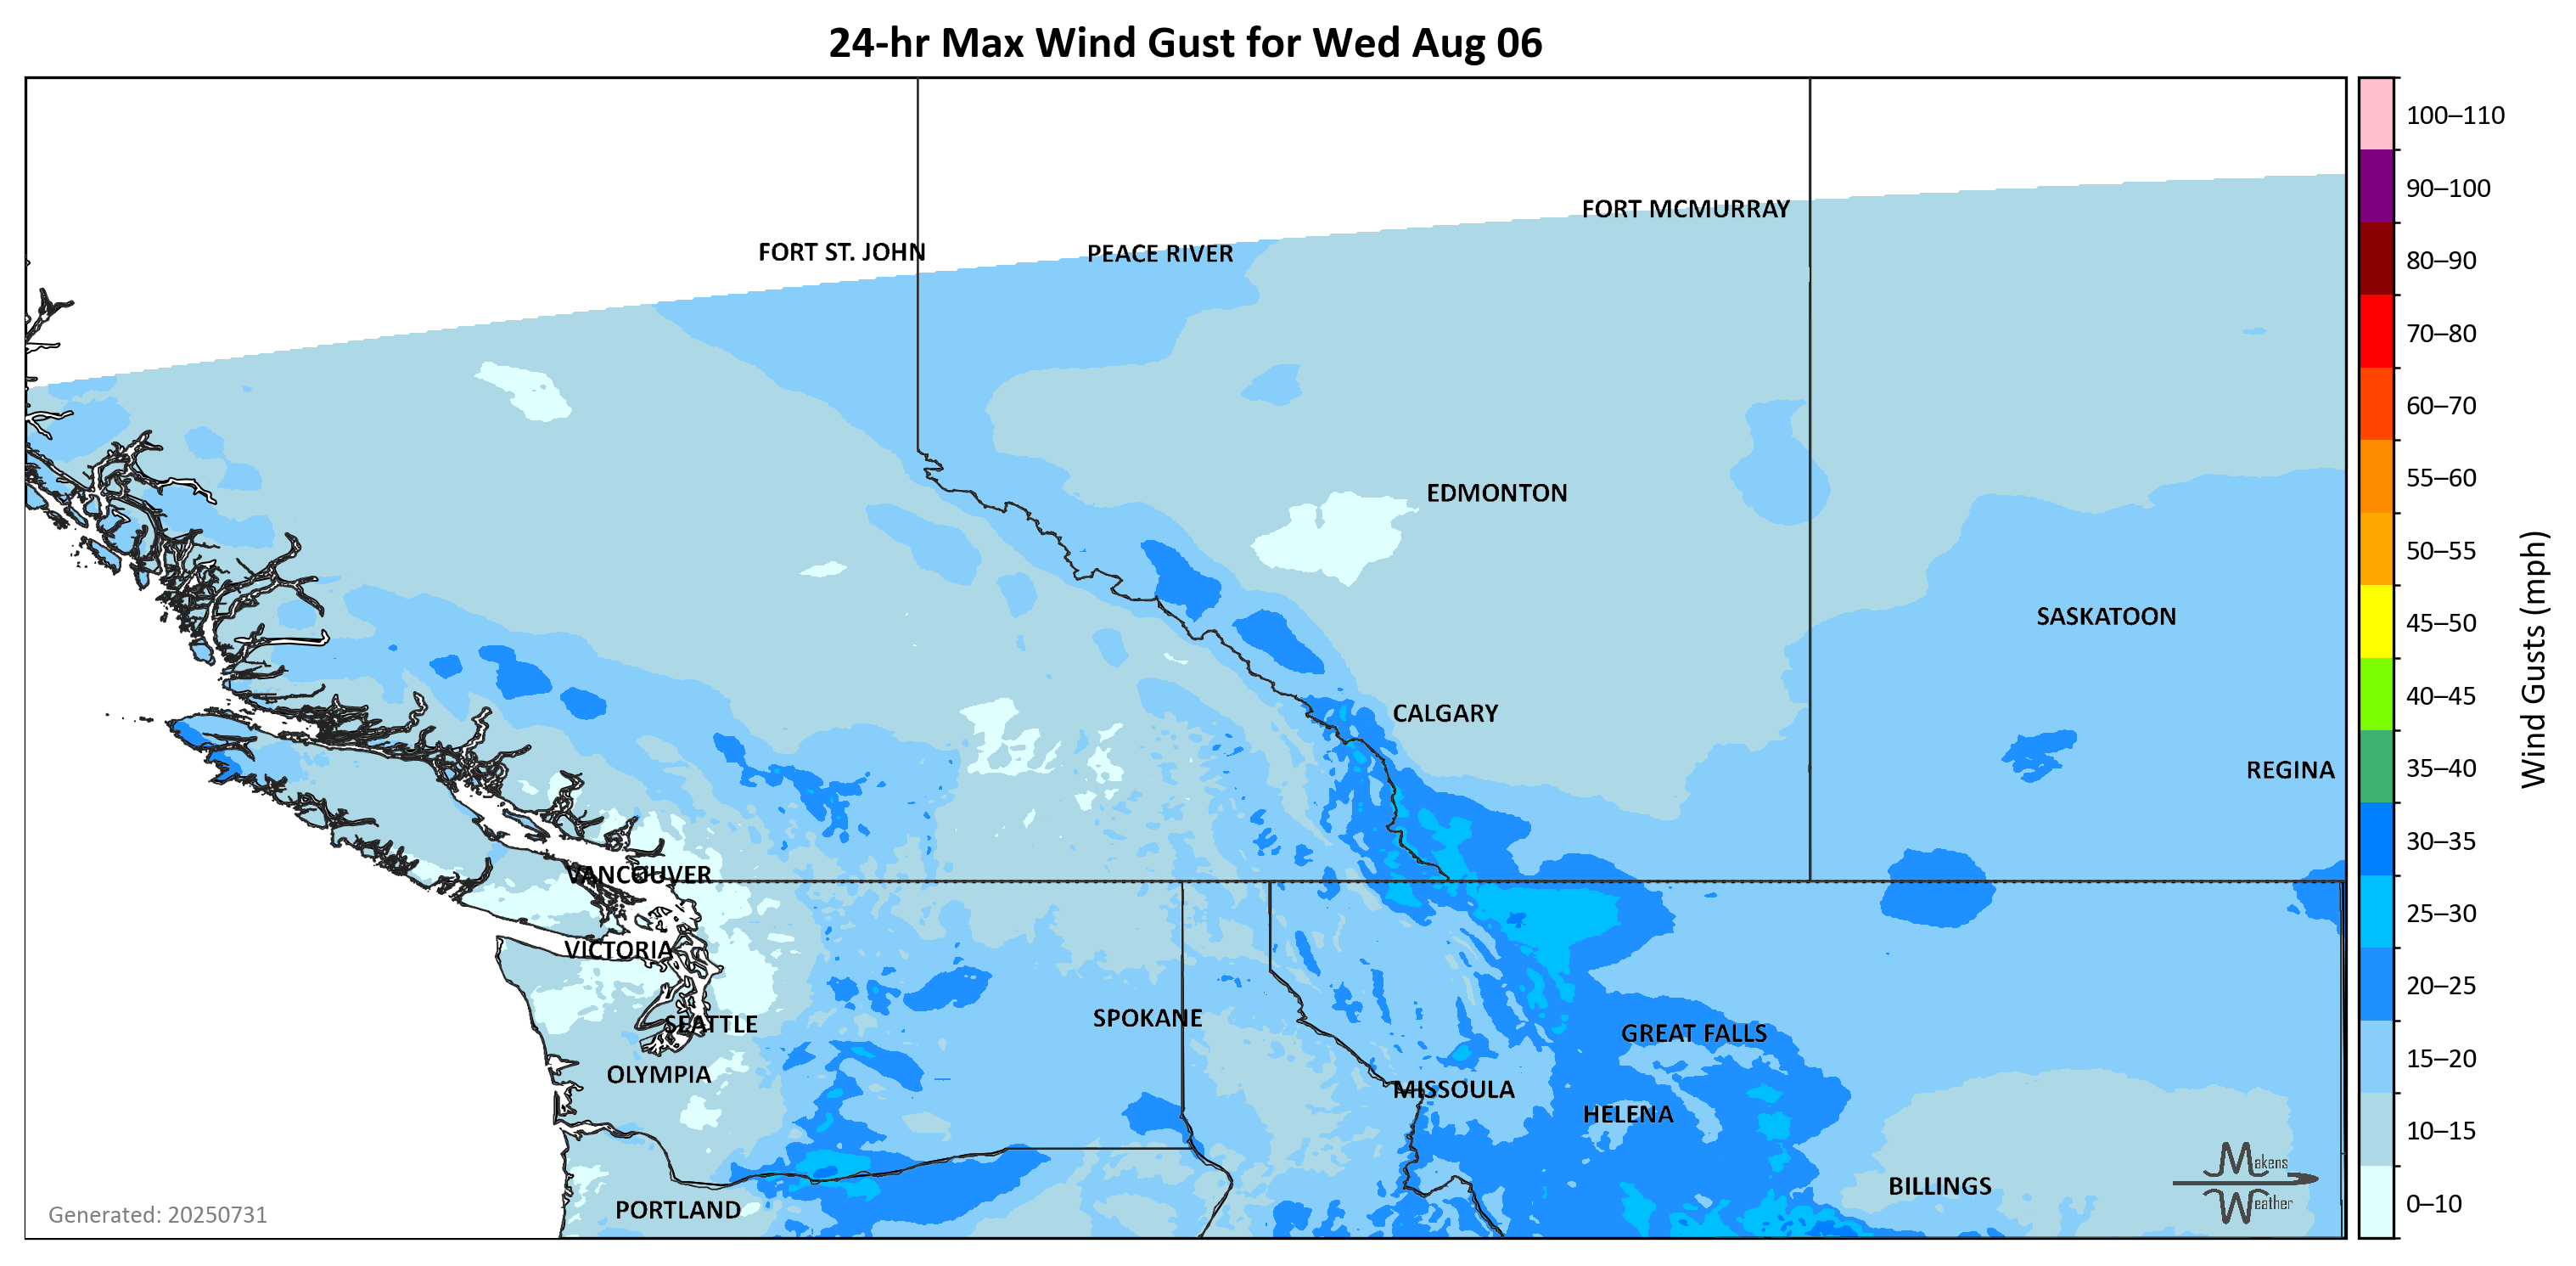 24-hr Max Wind Gust for Wed Aug 06
100–110
90–100
80–90
70–80
60–70
55–60
50–55
45–50
40–45
35–40
30–35
25–30
20–25
15–20
10–15
0–10
Wind Gusts (mph)
FORT MCMURRAY
FORT ST. JOHN
PEACE RIVER
EDMONTON
SASKATOON
CALGARY
REGINA
VANCOUVER
VICTORIA
SPOKANE
SEATTLE
GREAT FALLS
OLYMPIA
MISSOULA
HELENA
BILLINGS
PORTLAND
Makens
Weather
Generated: 20250731